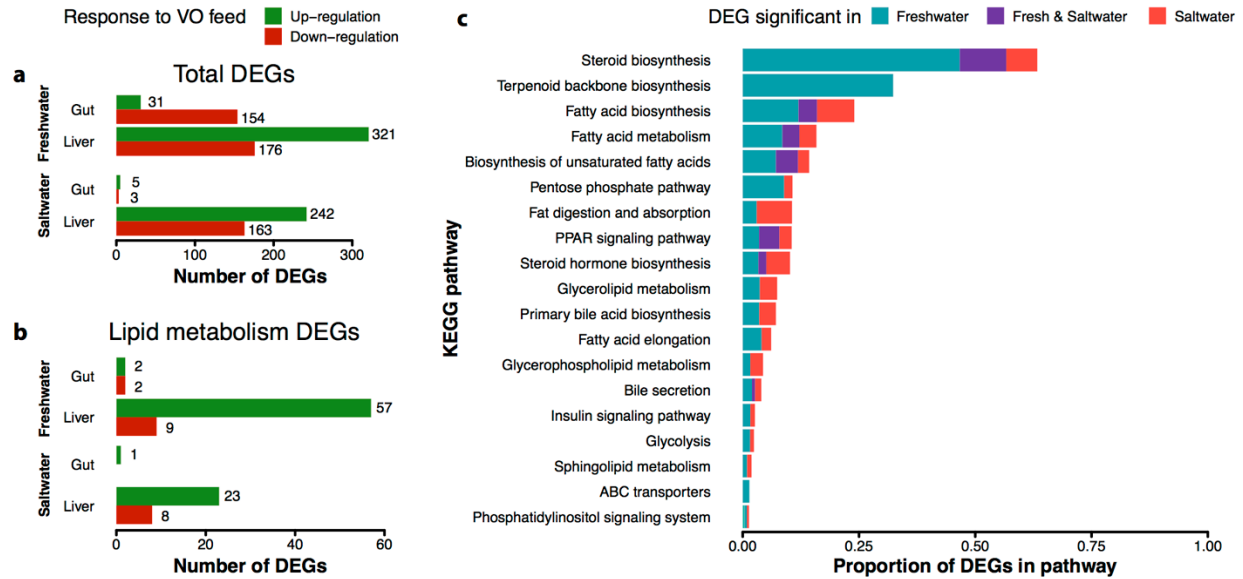 Response to VO feed
Up-regulation
Down-regulation
a
Total DEGs
Freshwater
Gut
31
154
Liver
321
176
Saltwater
Gut
5
3
Liver
242
163
0 100 200 300
Number of DEGs
b
Lipid metabolism DEGs
Freshwater
Gut
2
2
Liver
57
9
Saltwater
Gut
1
Liver
23
8
0 20 40 60
Number of DEGs
c
DEG significant in Freshwater Fresh & Saltwater Saltwater
KEGG pathway
Steroid biosynthesis
Terpenoid backbone biosynthesis
Fatty acid biosynthesis
Fatty acid metabolism
Biosynthesis of unsaturated fatty acids
Pentose phosphate pathway
Fat digestion and absorption
PPAR signaling pathway
Steroid hormone biosynthesis
Glycerolipid metabolism
Primary bile acid biosynthesis
Fatty acid elongation
Glycerophospholipid metabolism
Bile secretion
Insulin signaling pathway
Glycolysis
Sphingolipid metabolism
ABC transporters
Phosphatidylinositol signaling system
0.00 0.25 0.50 0.75 1.00
Proportion of DEGs in pathway